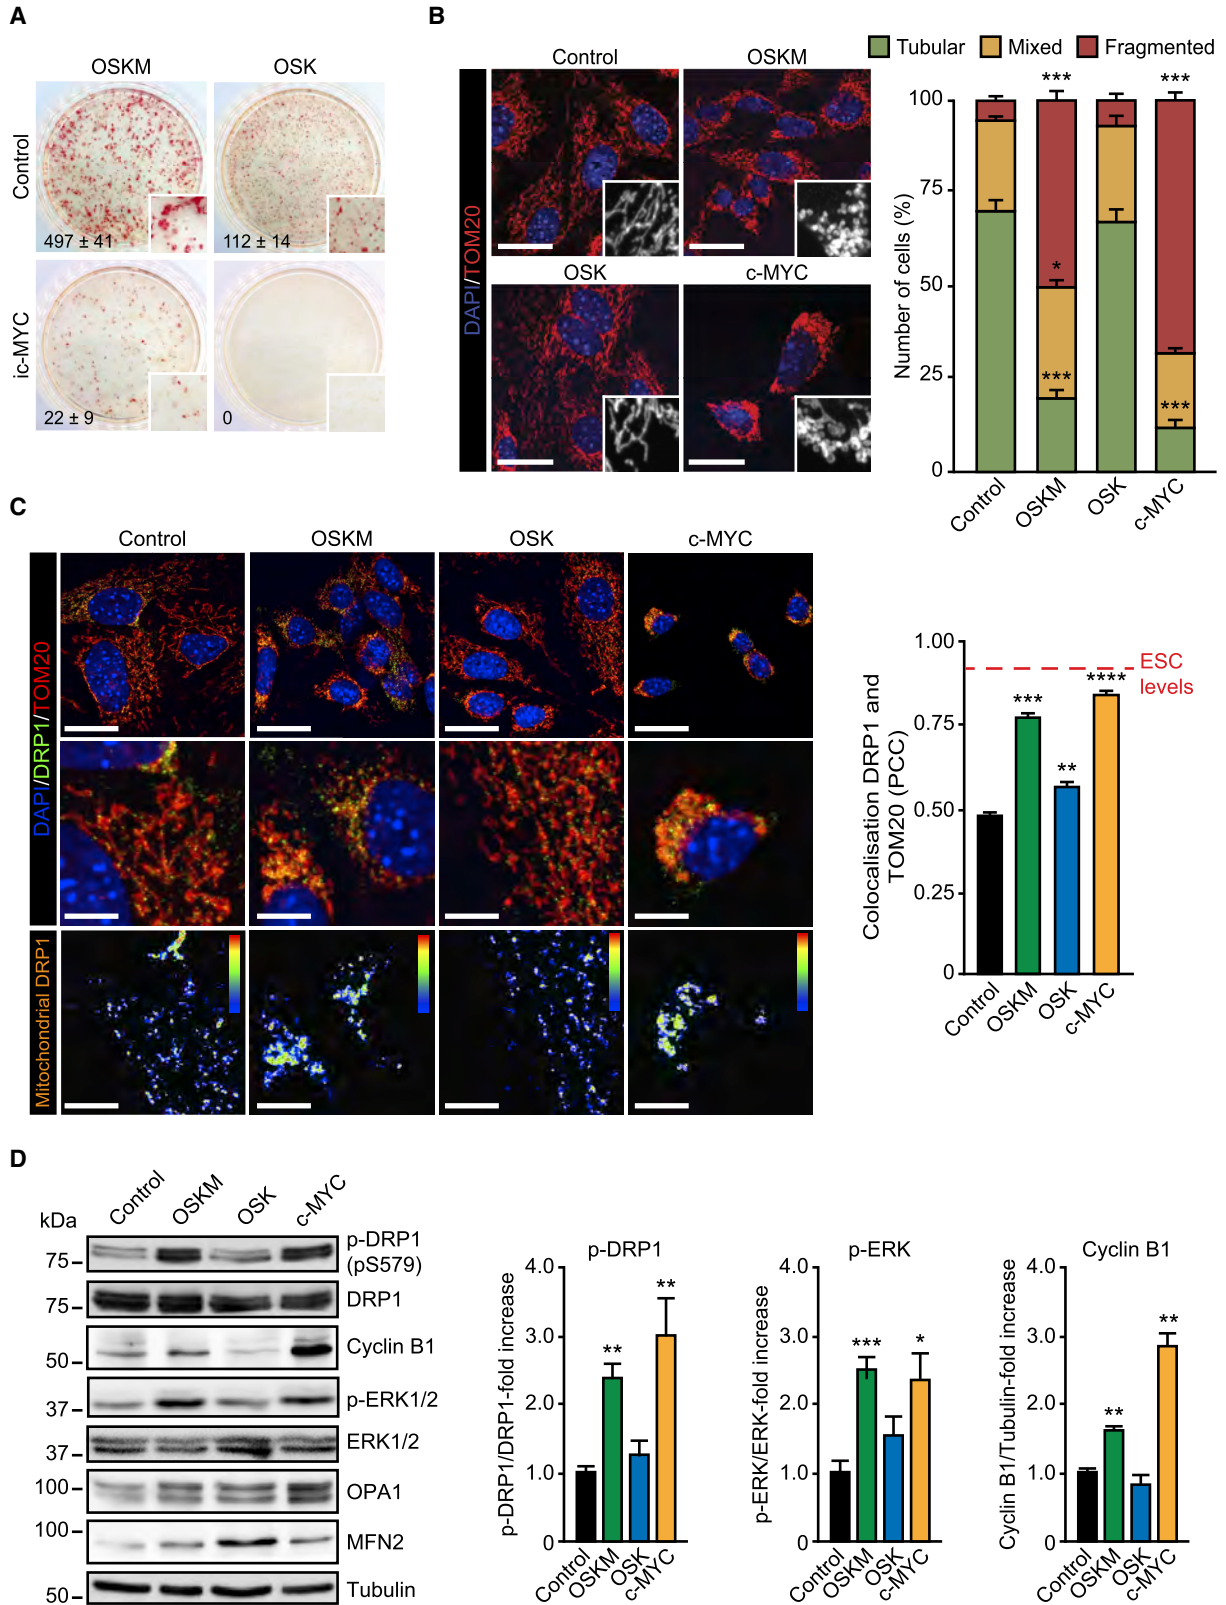 A
OSKM
OSK
Control
497 ± 41
112 ± 14
ic-MYC
22 ± 9
0
B
Tubular
Mixed
Fragmented
Control
OSKM
OSK
c-MYC
DAPI/TOM20
Number of cells (%)
100
75
50
25
0
***
***
*
***
***
Control
OSKM
OSK
c-MYC
C
Control
OSKM
OSK
c-MYC
DAPI/DRP1/TOM20
Mitochondrial DRP1
Colocalisation DRP1 and
TOM20 (PCC)
1.00
0.75
0.50
0.25
0
ESC
levels
***
**
****
Control
OSKM
OSK
c-MYC
D
kDa
Control
OSKM
OSK
c-MYC
75
p-DRP1
(pS579)
75
DRP1
50
Cyclin B1
37
p-ERK1/2
37
ERK1/2
100
OPA1
100
MFN2
50
Tubulin
p-DRP1
p-DRP1/DRP1-fold increase
4.0
3.0
2.0
1.0
0
**
**
Control
OSKM
OSK
c-MYC
p-ERK
p-ERK/ERK-fold increase
4.0
3.0
2.0
1.0
0
***
*
Control
OSKM
OSK
c-MYC
Cyclin B1
Cyclin B1/Tubulin-fold increase
4.0
3.0
2.0
1.0
0
**
**
Control
OSKM
OSK
c-MYC